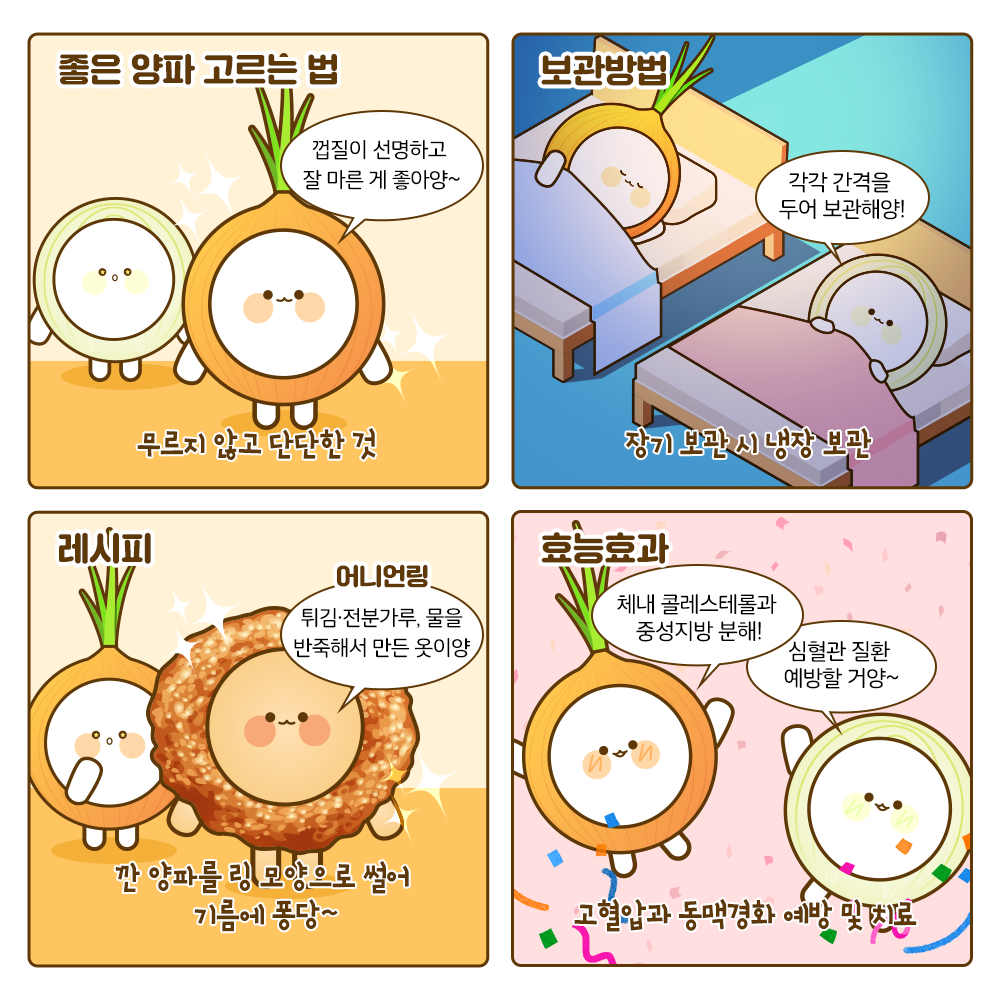 좋은 양파 고르는 법
껍질이 선명하고
잘 마른 게 좋아양~
무르지 않고 단단한 것
보관방법
각각 간격을
두어 보관해양!
장기 보관 시 냉장 보관
레시피
어니언링
튀김·전분가루, 물을
반죽해서 만든 옷이양
깐 양파를 링 모양으로 썰어
기름에 퐁당~
효능효과
체내 콜레스테롤과
중성지방 분해!
심혈관 질환
예방할 거양~
고혈압과 동맥경화 예방 및 치료